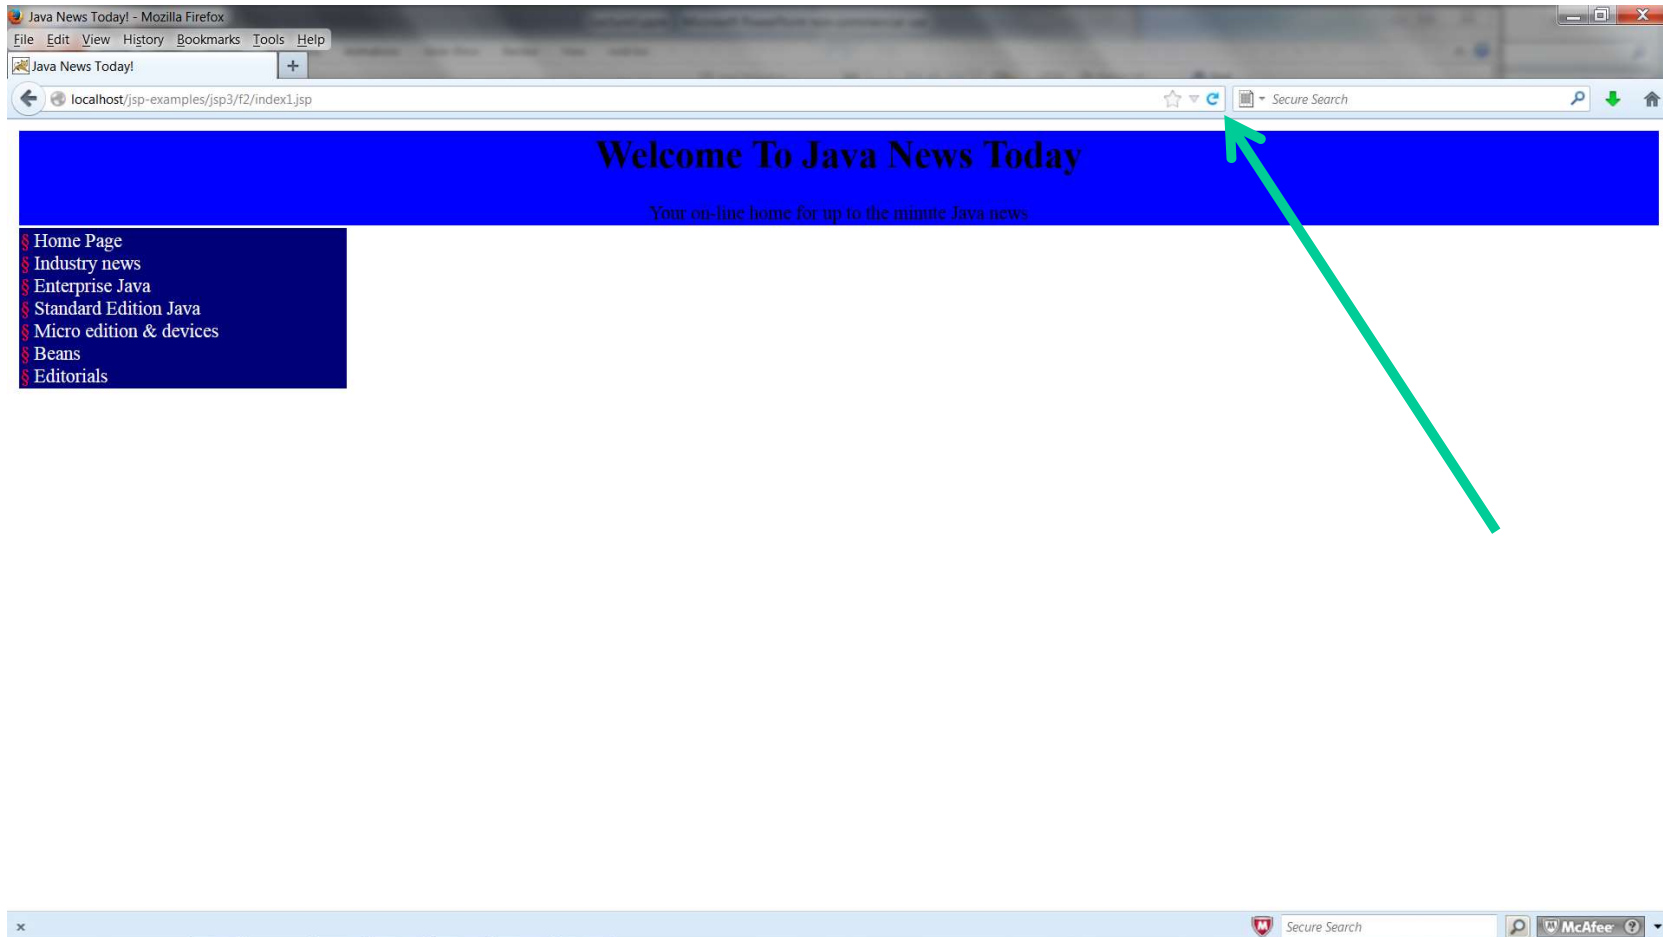 Java News Today! - Mozilla Firefox
File Edit View History Bookmarks Tools Help
Java News Today!
localhost/jsp-examples/jsp3/f2/index1.jsp
Secure Search
Welcome To Java News Today
Your on-line home for up to the minute Java news
§ Home Page
§ Industry news
§ Enterprise Java
§ Standard Edition Java
§ Micro edition & devices
§ Beans
§ Editorials
Secure Search
McAfee